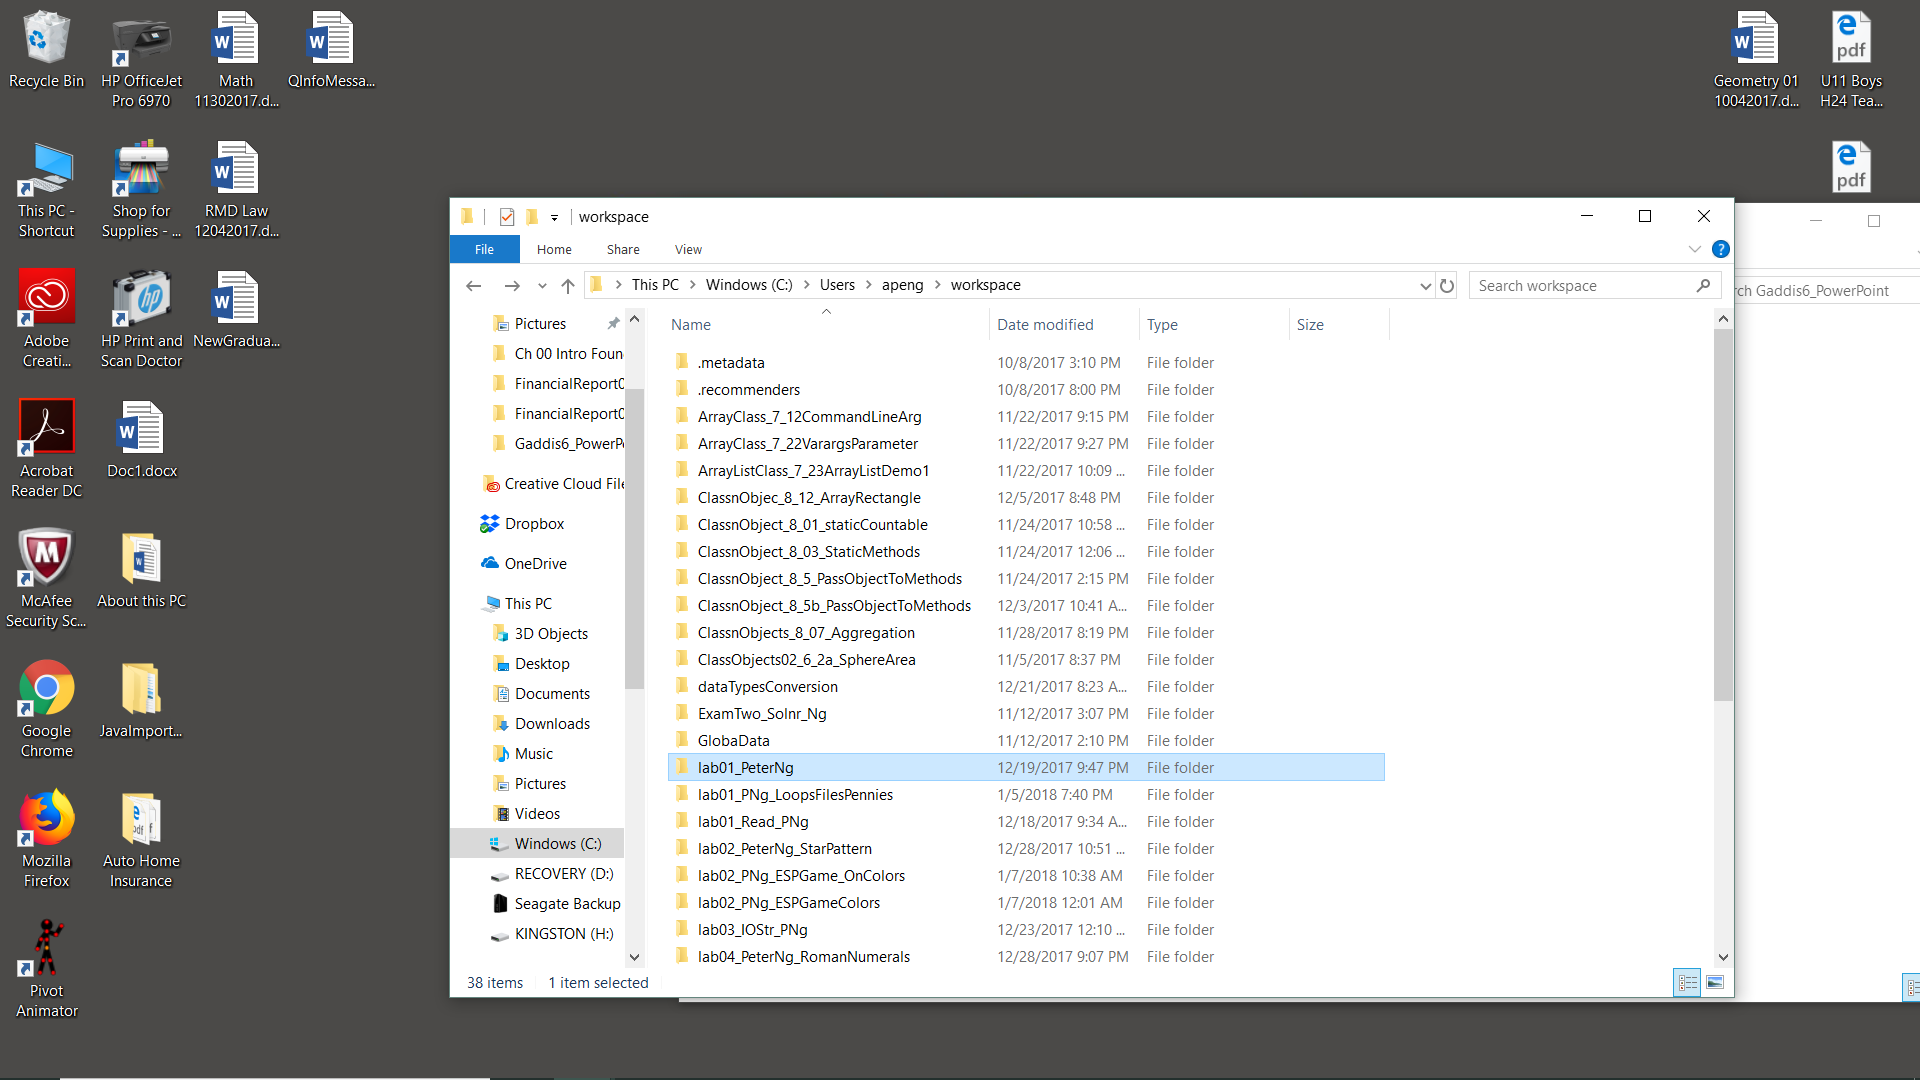 Recycle Bin
HP OfficeJet
Pro 6970
Math
11302017.d...
QInfoMessa...
Geometry 01
10042017.d...
pdf
U11 Boys
H24 Tea...
This PC -
Shortcut
Shop for
Supplies - ...
RMD Law
12042017.d...
pdf
Adobe
Creati...
HP Print and
Scan Doctor
NewGradua...
Acrobat
Reader DC
Doc1.docx
McAfee
Security Sc...
About this PC
Google
Chrome
JavaImport...
Mozilla
Firefox
Auto Home
Insurance
Pivot
Animator
workspace
File Home Share View
This PC > Windows (C:) > Users > apeng > workspace
Search workspace
rch Gaddis6_PowerPoint
Pictures
Ch 00 Intro Foun
FinancialReport0
FinancialReport0
Gaddis6_PowerP
Creative Cloud File
Dropbox
OneDrive
This PC
3D Objects
Desktop
Documents
Downloads
Music
Pictures
Videos
Windows (C:)
RECOVERY (D:)
Seagate Backup
KINGSTON (H:)
Name Date modified Type Size
.metadata 10/8/2017 3:10 PM File folder
.recommenders 10/8/2017 8:00 PM File folder
ArrayClass_7_12CommandLineArg 11/22/2017 9:15 PM File folder
ArrayClass_7_22VarargsParameter 11/22/2017 9:27 PM File folder
ArrayListClass_7_23ArrayListDemo1 11/22/2017 10:09 ... File folder
ClassnObjec_8_12_ArrayRectangle 12/5/2017 8:48 PM File folder
ClassnObject_8_01_staticCountable 11/24/2017 10:58 ... File folder
ClassnObject_8_03_StaticMethods 11/24/2017 12:06 ... File folder
ClassnObject_8_5_PassObjectToMethods 11/24/2017 2:15 PM File folder
ClassnObject_8_5b_PassObjectToMethods 12/3/2017 10:41 A... File folder
ClassnObjects_8_07_Aggregation 11/28/2017 8:19 PM File folder
ClassObjects02_6_2a_SphereArea 11/5/2017 8:37 PM File folder
dataTypesConversion 12/21/2017 8:23 A... File folder
ExamTwo_Solnr_Ng 11/12/2017 3:07 PM File folder
GlobaData 11/12/2017 2:10 PM File folder
lab01_PeterNg 12/19/2017 9:47 PM File folder
lab01_PNg_LoopsFilesPennies 1/5/2018 7:40 PM File folder
lab01_Read_PNg 12/18/2017 9:34 A... File folder
lab02_PeterNg_StarPattern 12/28/2017 10:51 ... File folder
lab02_PNg_ESPGame_OnColors 1/7/2018 10:38 AM File folder
lab02_PNg_ESPGameColors 1/7/2018 12:01 AM File folder
lab03_IOStr_PNg 12/23/2017 12:10 ... File folder
lab04_PeterNg_RomanNumerals 12/28/2017 9:07 PM File folder
38 items 1 item selected